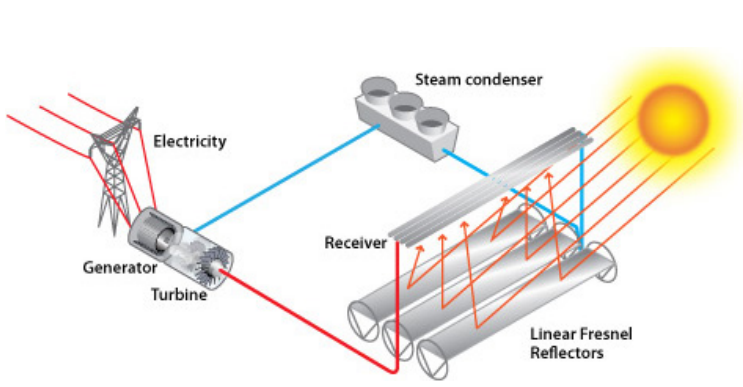 Steam condenser
Electricity
Receiver
Generator
Turbine
Linear Fresnel
Reflectors